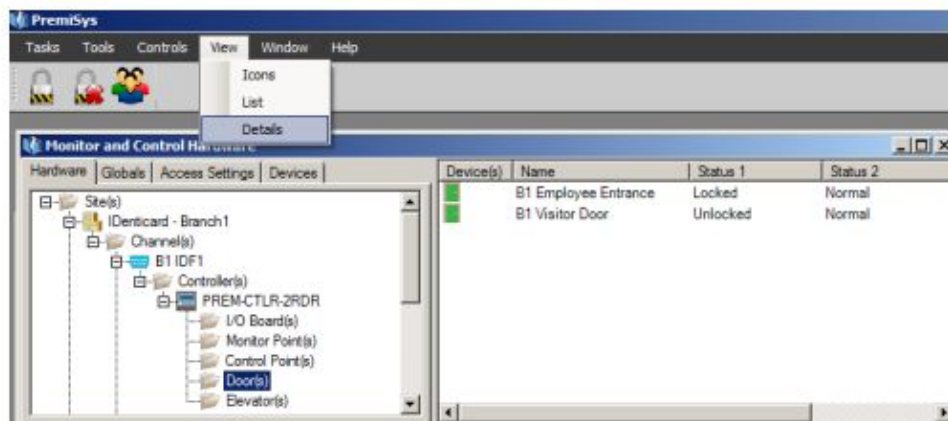 PremiSys
Tasks Tools Controls View Window Help
Icons
List
Details
Monitor and Control Hardware
Hardware Globals Access Settings Devices
Site(s)
IDenticard - Branch1
Channel(s)
B1 IDF1
Controller(s)
PREM-CTLR-2RDR
I/O Board(s)
Monitor Point(s)
Control Point(s)
Door(s)
Elevator(s)
Device(s) Name Status 1 Status 2
B1 Employee Entrance Locked Normal
B1 Visitor Door Unlocked Normal